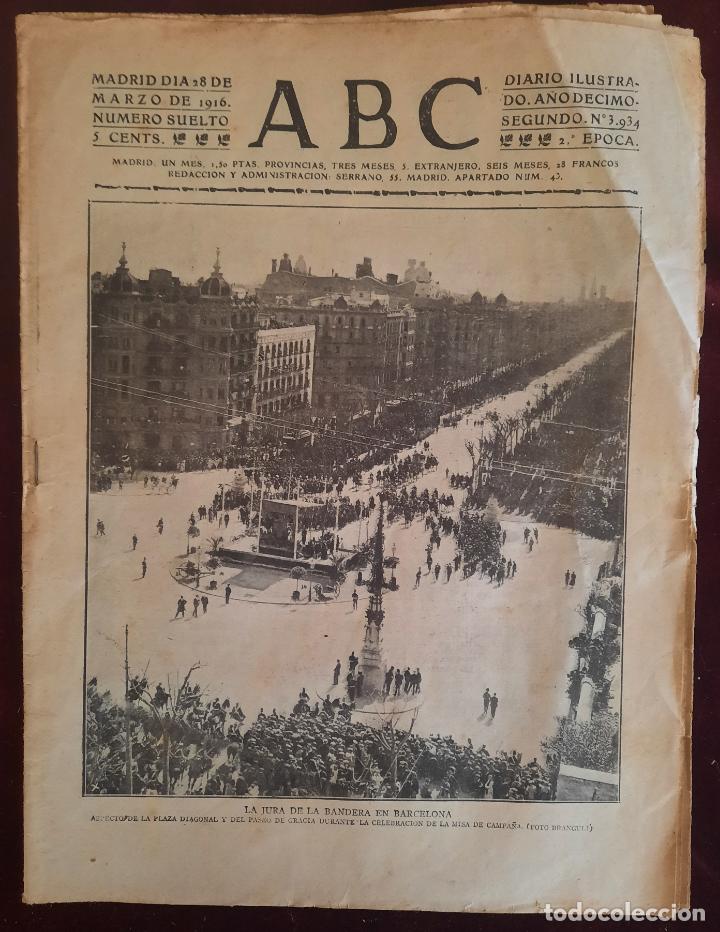 MADRID DIA 28 DE
MARZO DE 1916.
NUMERO SUELTO
5 CENTS.
ABC
DIARIO ILUSTRA-
DO. AÑO DECIMO-
SEGUNDO. N.º 3.934
2.ª EPOCA.
MADRID. UN MES, 1,50 PTAS. PROVINCIAS, TRES MESES 5. EXTRANJERO, SEIS MESES, 28 FRANCOS
REDACCION Y ADMINISTRACION: SERRANO, 55. MADRID. APARTADO NUM. 43.
LA JURA DE LA BANDERA EN BARCELONA
ASPECTO DE LA PLAZA DIAGONAL Y DEL PASEO DE GRACIA DURANTE LA CELEBRACION DE LA MISA DE CAMPAÑA. (FOTO BRANGULI)
todocoleccion.net